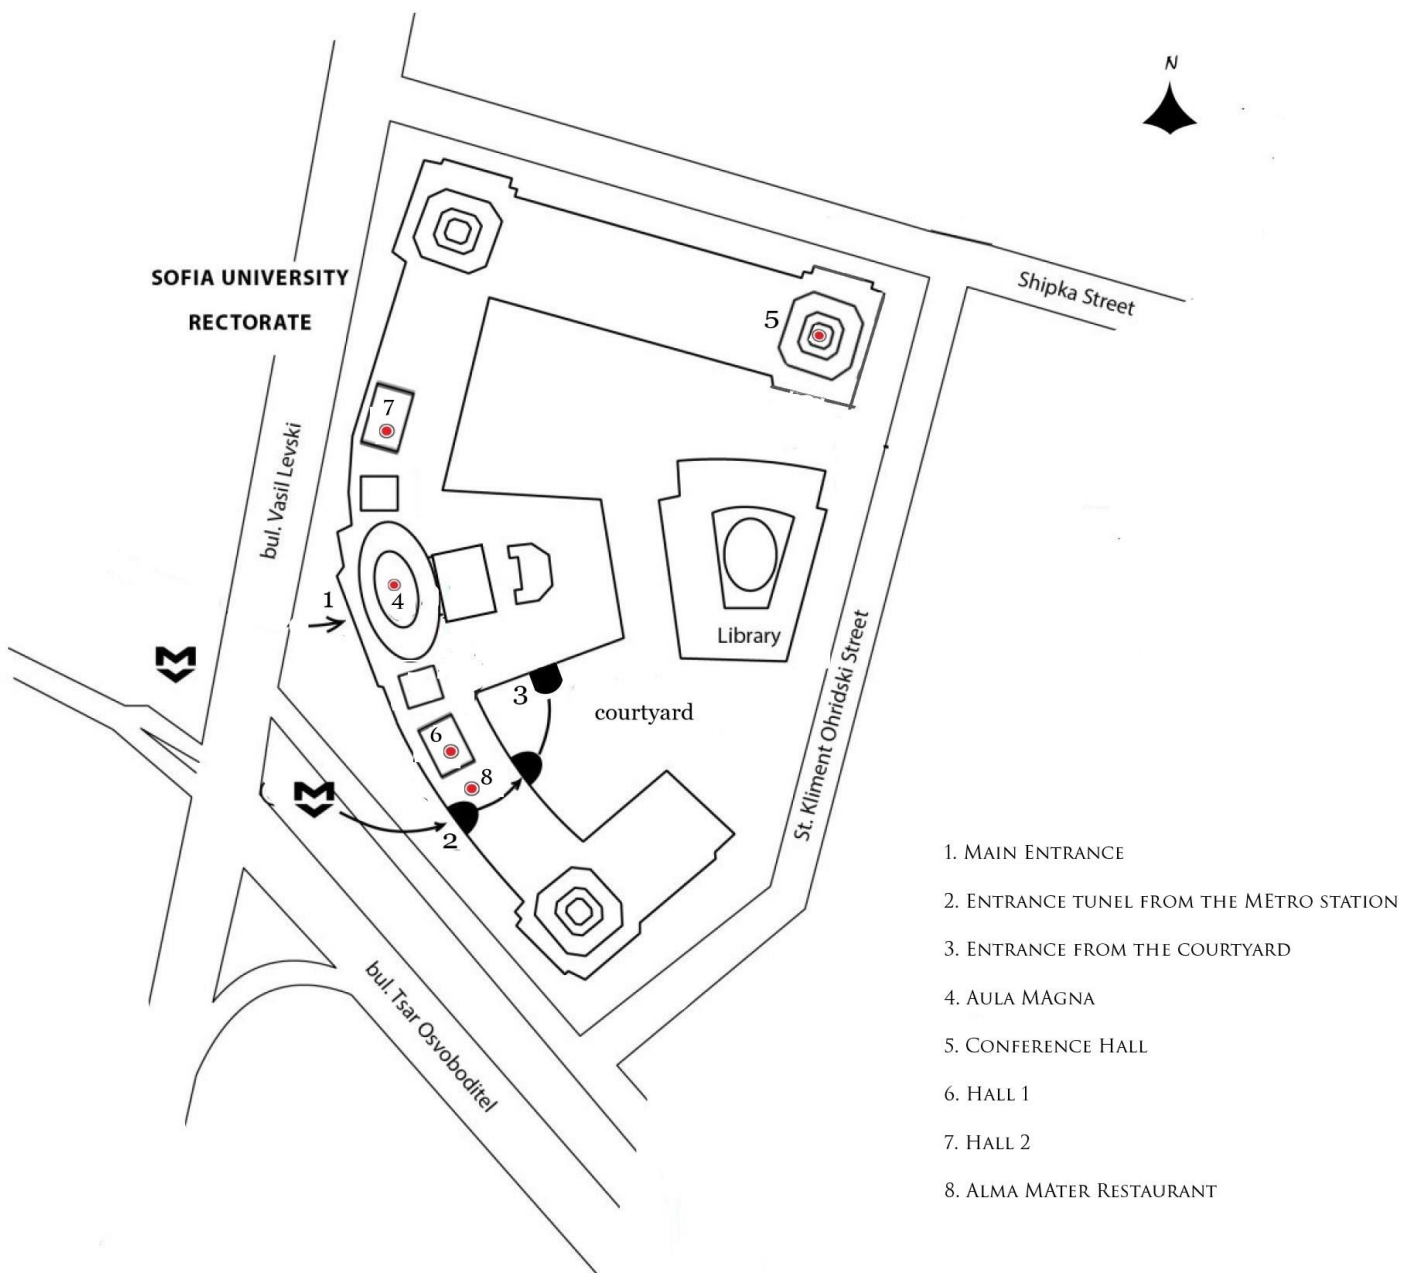 N
SOFIA UNIVERSITY
RECTORATE
Shipka Street
5
7
bul. Vasil Levski
1
4
Library
St. Kliment Ohridski Street
3
courtyard
6
8
2
bul. Tsar Osvoboditel
1. Main Entrance
2. Entrance tunel from the MEtro station
3. Entrance from the courtyard
4. Aula MAgna
5. Conference Hall
6. Hall 1
7. Hall 2
8. Alma MAter Restaurant